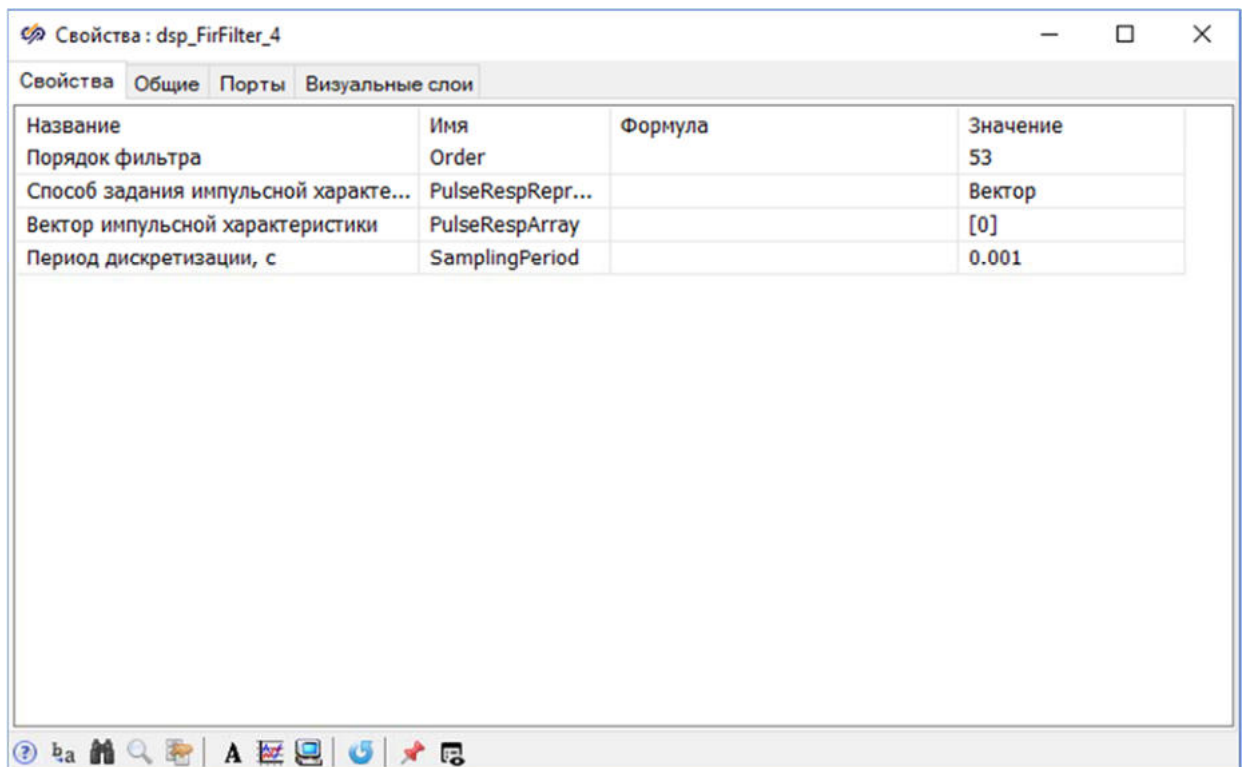 Свойства : dsp_FirFilter_4
Свойства Общие Порты Визуальные слои
Название Имя Формула Значение
Порядок фильтра Order 53
Способ задания импульсной характе... PulseRespRepr... Вектор
Вектор импульсной характеристики PulseRespArray [0]
Период дискретизации, с SamplingPeriod 0.001